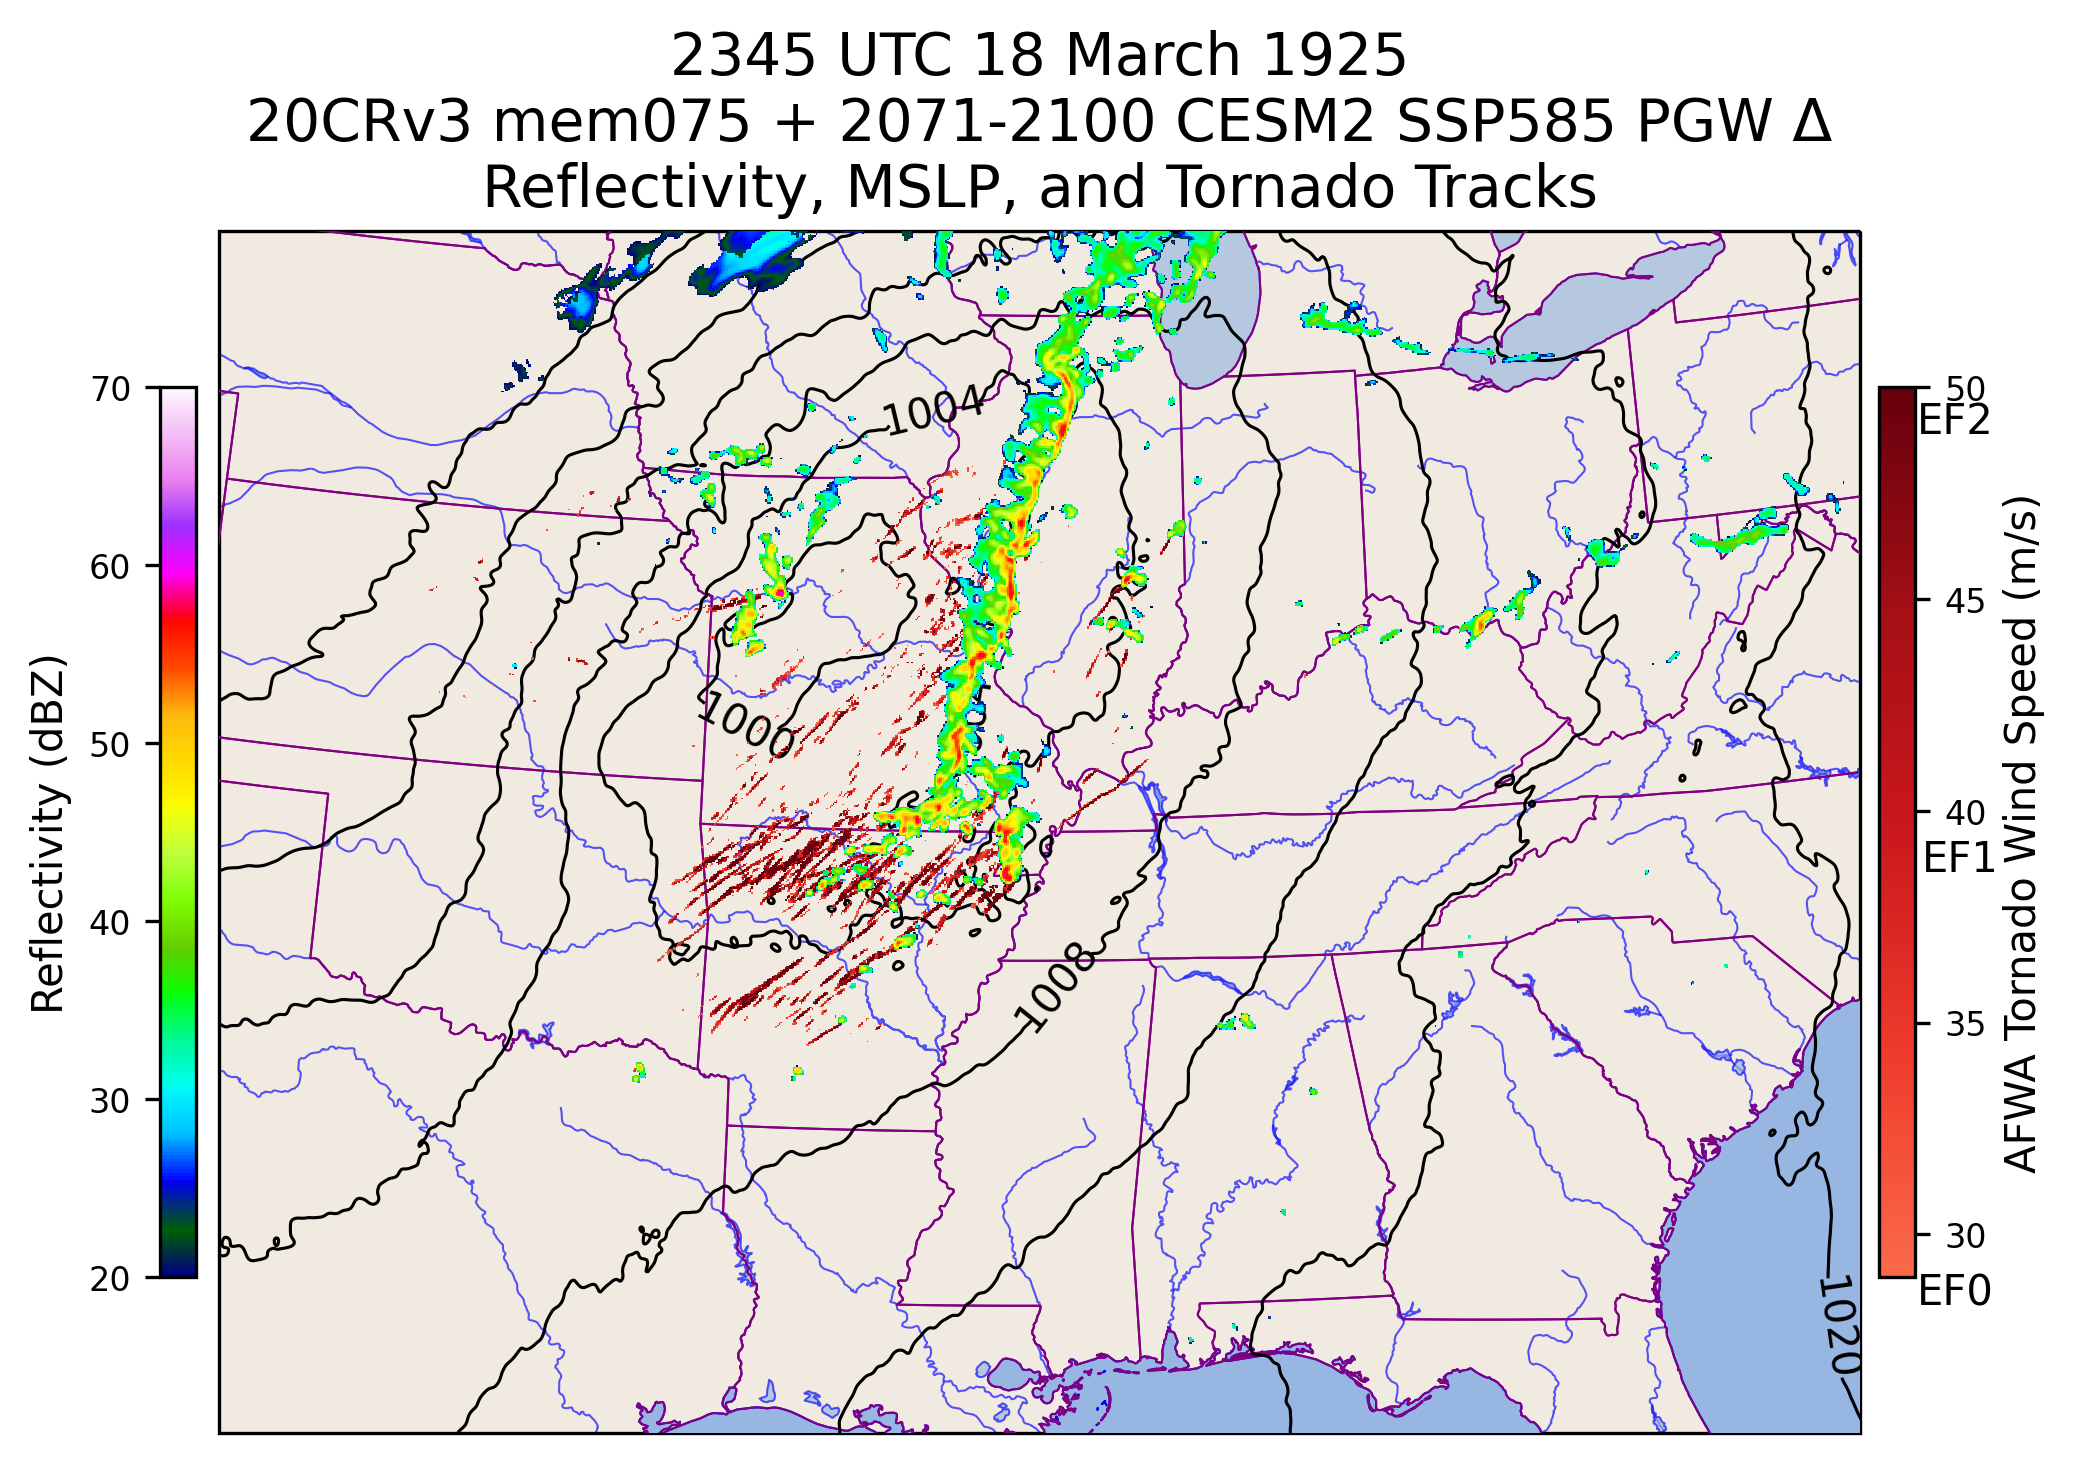 2345 UTC 18 March 1925
20CRv3 mem075 + 2071-2100 CESM2 SSP585 PGW Δ
Reflectivity, MSLP, and Tornado Tracks
70
60
50
40
30
20
Reflectivity (dBZ)
1004
1000
1008
1020
50
EF2
45
40
EF1
35
30
EF0
AFWA Tornado Wind Speed (m/s)